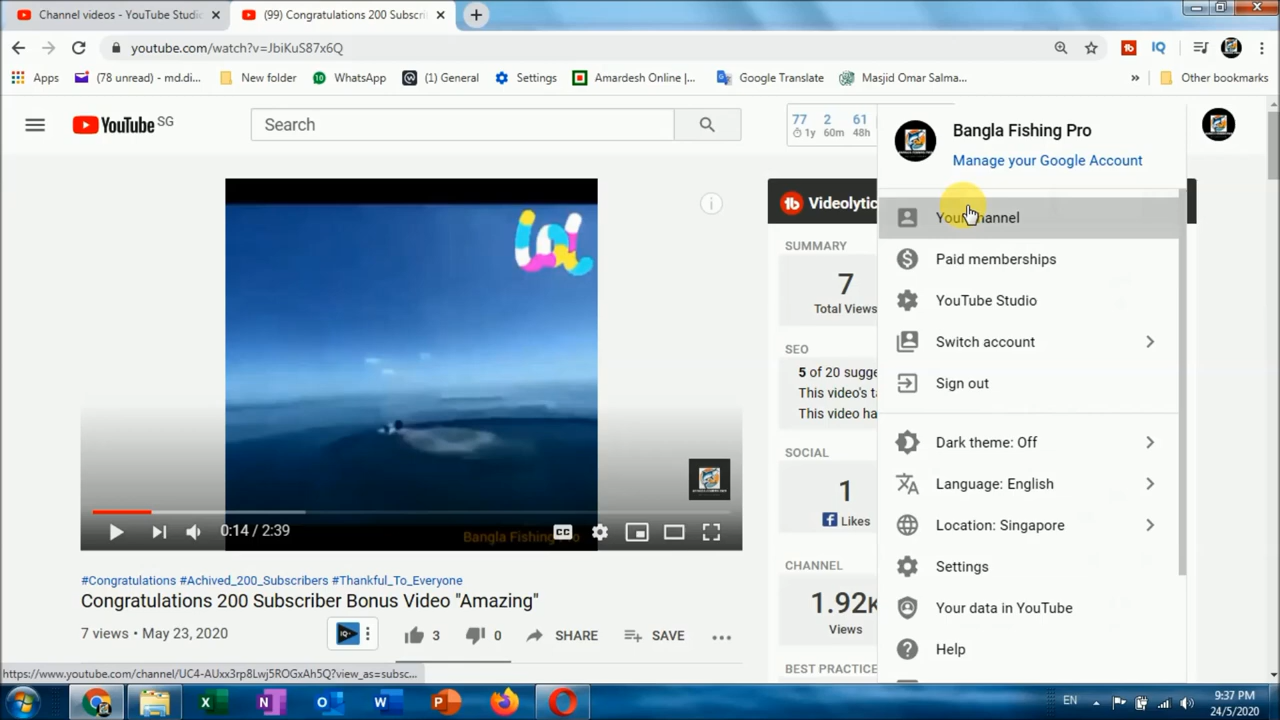 Channel videos - YouTube Studio
(99) Congratulations 200 Subscri
youtube.com/watch?v=JbiKuS87x6Q
Apps
(78 unread) - md.di...
New folder
WhatsApp
(1) General
Settings
Amardesh Online |...
Google Translate
Masjid Omar Salma...
»
Other bookmarks
YouTube SG
Search
77 2 61
1y 60m 48h
Bangla Fishing Pro
Manage your Google Account
Your channel
Paid memberships
YouTube Studio
Switch account
Sign out
Dark theme: Off
Language: English
Location: Singapore
Settings
Your data in YouTube
Help
tb Videolytic
SUMMARY
7
Total Views
SEO
5 of 20 sugge
This video's ta
This video ha
SOCIAL
1
Likes
CHANNEL
1.92K
Views
BEST PRACTICE
lol
0:14 / 2:39
CC
Bangla Fishing Pro
#Congratulations #Achived_200_Subscribers #Thankful_To_Everyone
Congratulations 200 Subscriber Bonus Video "Amazing"
7 views • May 23, 2020
3
0
SHARE
SAVE
https://www.youtube.com/channel/UC4-AUxx3rp8Lwj5ROGxAh5Q?view_as=subsc...
EN
9:37 PM
24/5/2020